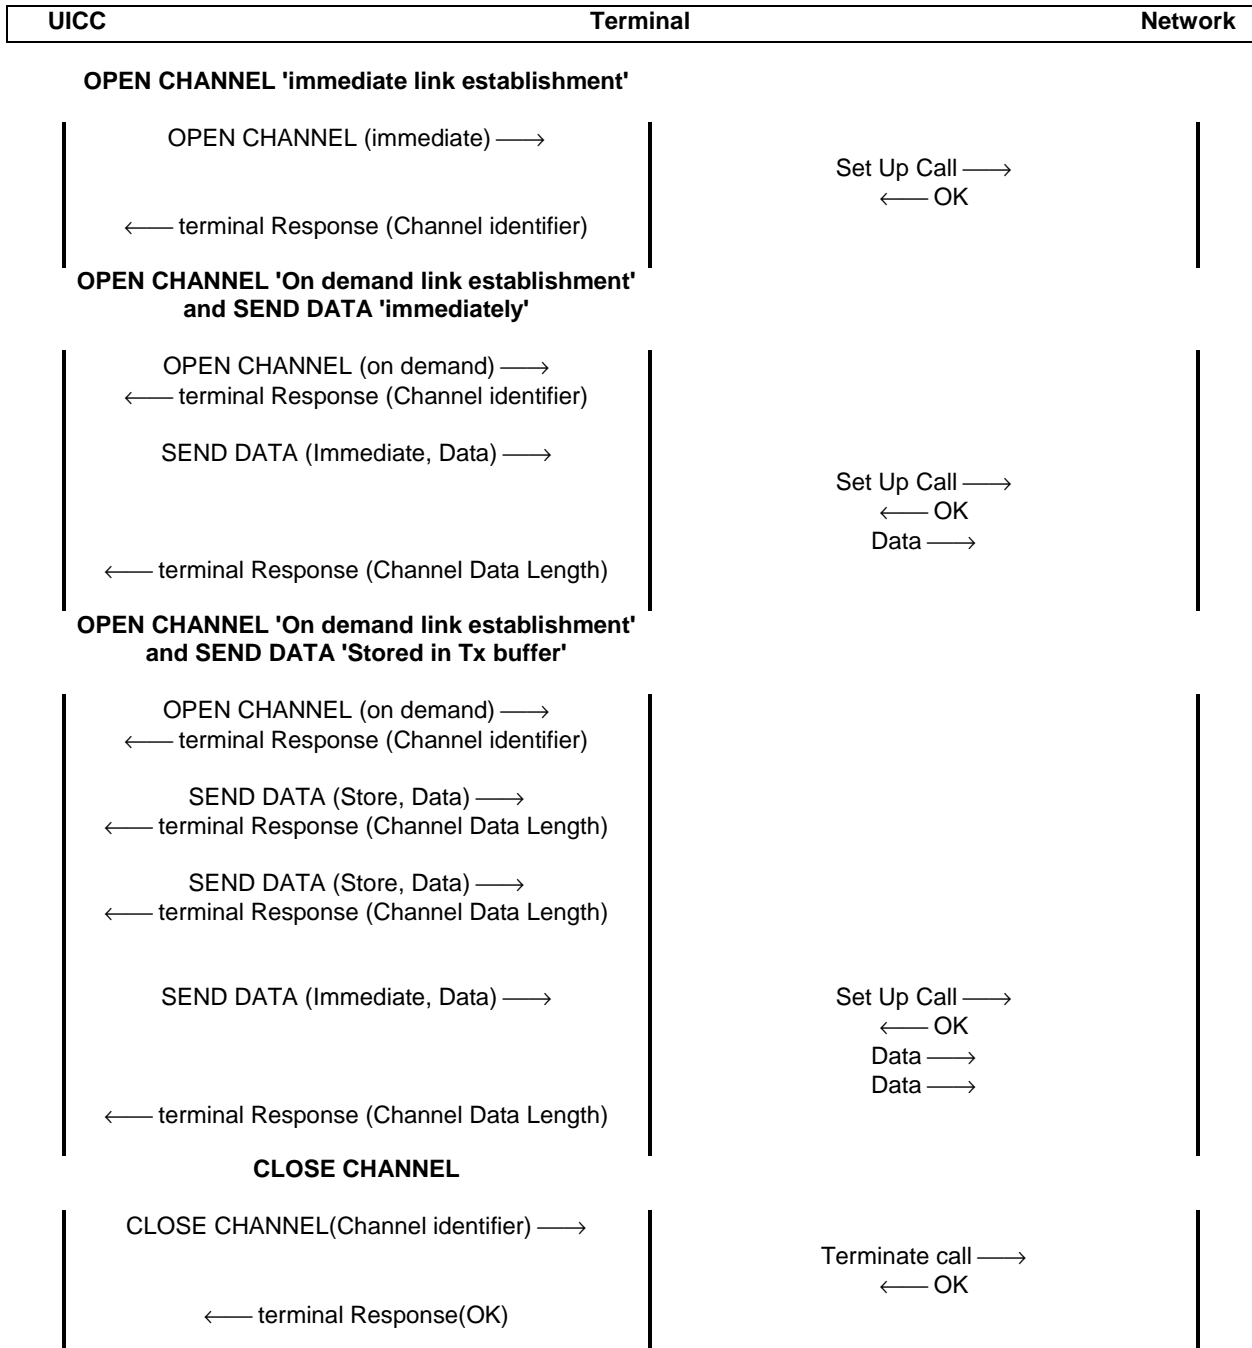 UICC Terminal Network
OPEN CHANNEL 'immediate link establishment'
OPEN CHANNEL (immediate) ⟶
Set Up Call ⟶
⟵ OK
⟵ terminal Response (Channel identifier)
OPEN CHANNEL 'On demand link establishment'
and SEND DATA 'immediately'
OPEN CHANNEL (on demand) ⟶
⟵ terminal Response (Channel identifier)
SEND DATA (Immediate, Data) ⟶
Set Up Call ⟶
⟵ OK
Data ⟶
⟵ terminal Response (Channel Data Length)
OPEN CHANNEL 'On demand link establishment'
and SEND DATA 'Stored in Tx buffer'
OPEN CHANNEL (on demand) ⟶
⟵ terminal Response (Channel identifier)
SEND DATA (Store, Data) ⟶
⟵ terminal Response (Channel Data Length)
SEND DATA (Store, Data) ⟶
⟵ terminal Response (Channel Data Length)
SEND DATA (Immediate, Data) ⟶ Set Up Call ⟶
⟵ OK
Data ⟶
Data ⟶
⟵ terminal Response (Channel Data Length)
CLOSE CHANNEL
CLOSE CHANNEL(Channel identifier) ⟶
Terminate call ⟶
⟵ OK
⟵ terminal Response(OK)